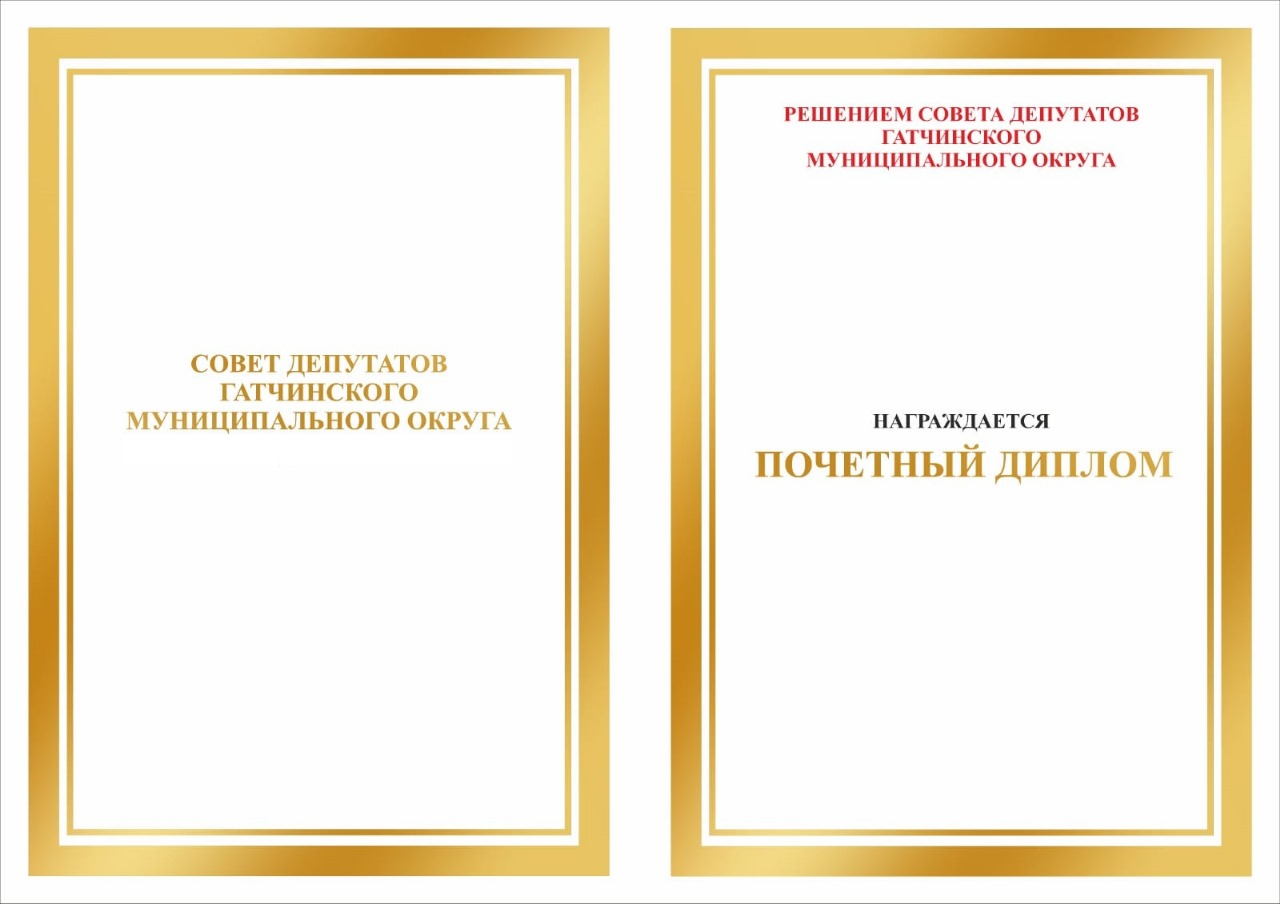 СОВЕТ ДЕПУТАТОВ
ГАТЧИНСКОГО
МУНИЦИПАЛЬНОГО ОКРУГА
РЕШЕНИЕМ СОВЕТА ДЕПУТАТОВ
ГАТЧИНСКОГО
МУНИЦИПАЛЬНОГО ОКРУГА
НАГРАЖДАЕТСЯ
ПОЧЕТНЫЙ ДИПЛОМ